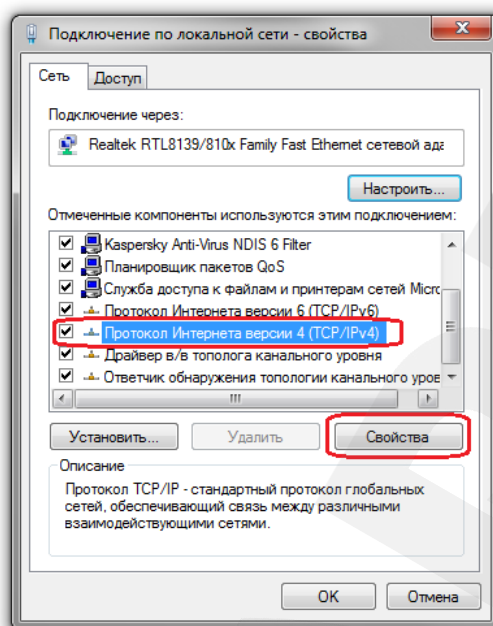 Подключение по локальной сети - свойства
Сеть
Доступ
Подключение через:
Realtek RTL8139/810x Family Fast Ethernet сетевой ада
Настроить...
Отмеченные компоненты используются этим подключением:
Kaspersky Anti-Virus NDIS 6 Filter
Планировщик пакетов QoS
Служба доступа к файлам и принтерам сетей Micro
Протокол Интернета версии 6 (TCP/IPv6)
Протокол Интернета версии 4 (TCP/IPv4)
Драйвер в/в тополога канального уровня
Ответчик обнаружения топологии канального уров
Установить...
Удалить
Свойства
Описание
Протокол TCP/IP - стандартный протокол глобальных
сетей, обеспечивающий связь между различными
взаимодействующими сетями.
OK
Отмена